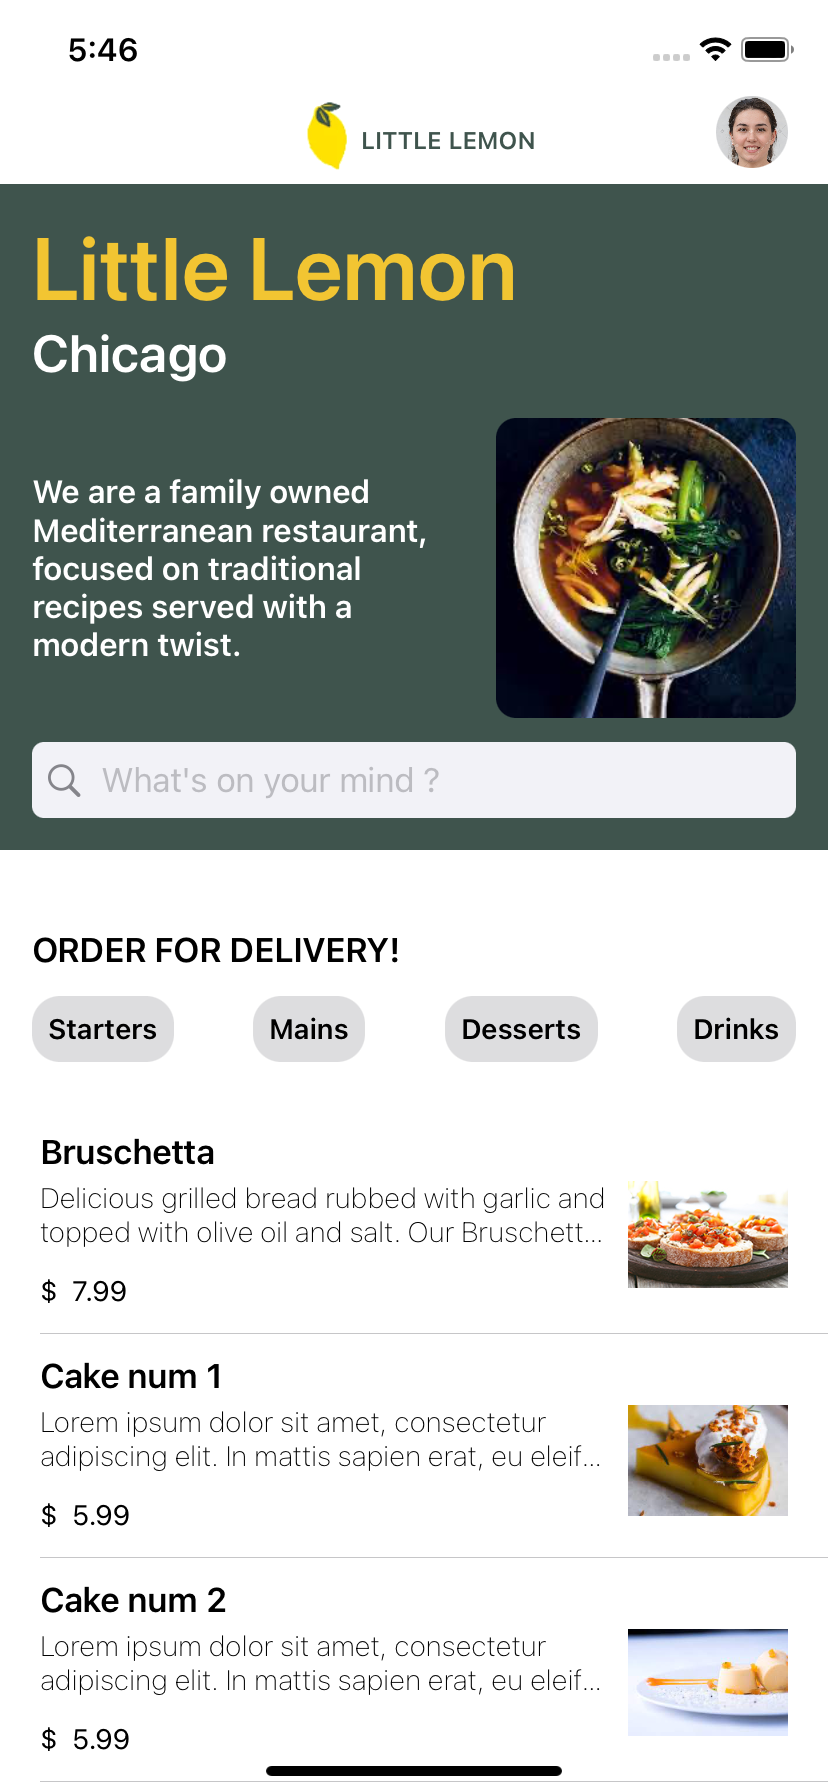 5:46
LITTLE LEMON
Little Lemon
Chicago
We are a family owned
Mediterranean restaurant,
focused on traditional
recipes served with a
modern twist.
What's on your mind ?
ORDER FOR DELIVERY!
Starters Mains Desserts Drinks
Bruschetta
Delicious grilled bread rubbed with garlic and
topped with olive oil and salt. Our Bruschett...
$ 7.99
Cake num 1
Lorem ipsum dolor sit amet, consectetur
adipiscing elit. In mattis sapien erat, eu eleif...
$ 5.99
Cake num 2
Lorem ipsum dolor sit amet, consectetur
adipiscing elit. In mattis sapien erat, eu eleif...
$ 5.99